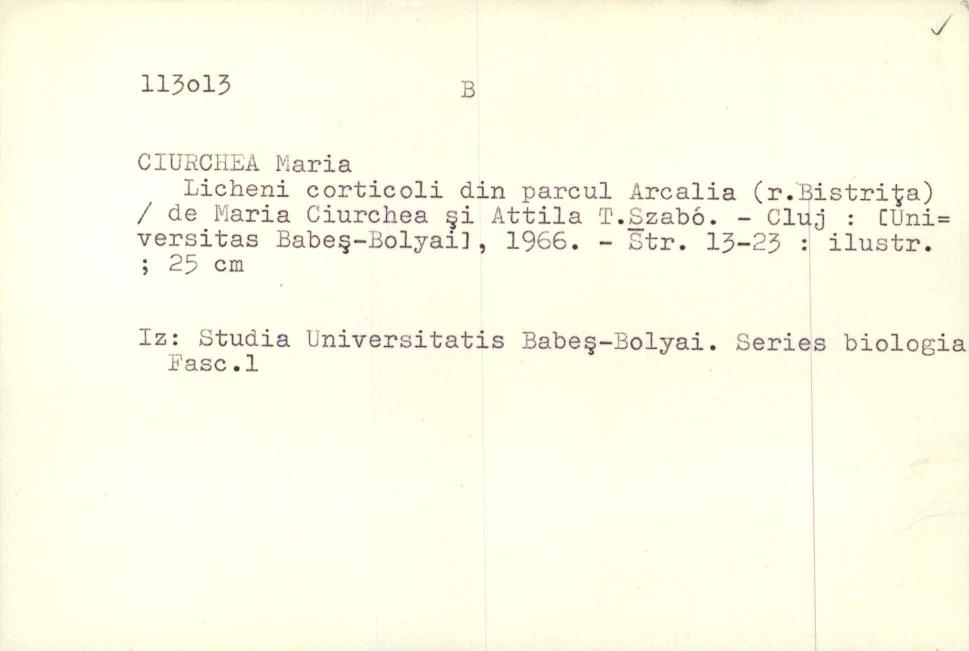 113o13 B
CIURCHEA Maria
Licheni corticoli din parcul Arcalia (r.Bistriţa)
/ de Maria Ciurchea şi Attila T.Szabó. - Cluj : [Uni=
versitas Babeş-Bolyai], 1966. - Str. 13-23 : ilustr.
; 25 cm
Iz: Studia Universitatis Babeş-Bolyai. Series biologia
Fasc.1